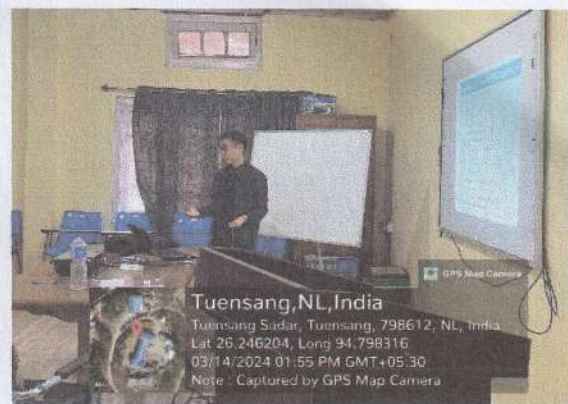 GPS Map Camera
Tuensang,NL,India
Tuensang Sadar, Tuensang, 798612, NL, India
Lat 26.246204, Long 94.798316
03/14/2024 01:55 PM GMT+05:30
Note : Captured by GPS Map Camera